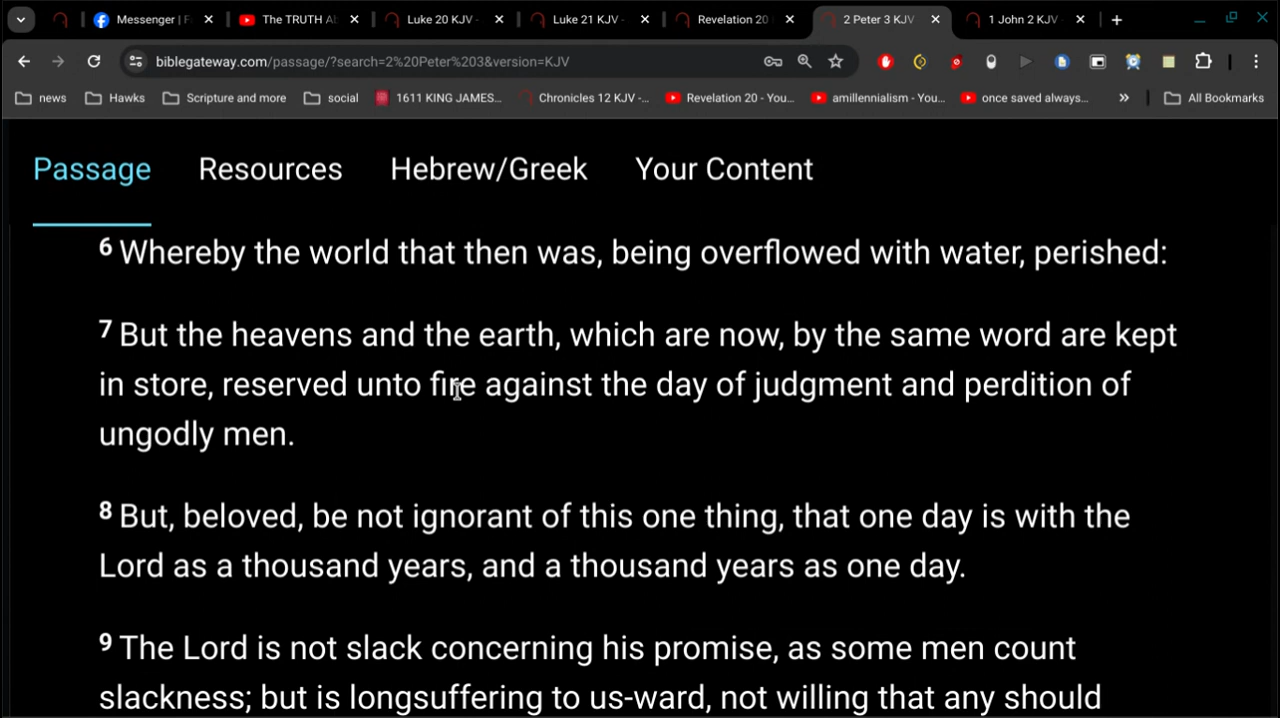 Messenger | F
The TRUTH Al
Luke 20 KJV -
Luke 21 KJV -
Revelation 20
2 Peter 3 KJV
1 John 2 KJV
biblegateway.com/passage/?search=2%20Peter%203&version=KJV
news
Hawks
Scripture and more
social
1611 KING JAMES...
Chronicles 12 KJV -...
Revelation 20 - You...
amillennialism - You...
once saved always...
All Bookmarks
Passage
Resources
Hebrew/Greek
Your Content
6 Whereby the world that then was, being overflowed with water, perished:
7 But the heavens and the earth, which are now, by the same word are kept
in store, reserved unto fire against the day of judgment and perdition of
ungodly men.
8 But, beloved, be not ignorant of this one thing, that one day is with the
Lord as a thousand years, and a thousand years as one day.
9 The Lord is not slack concerning his promise, as some men count
slackness; but is longsuffering to us-ward, not willing that any should